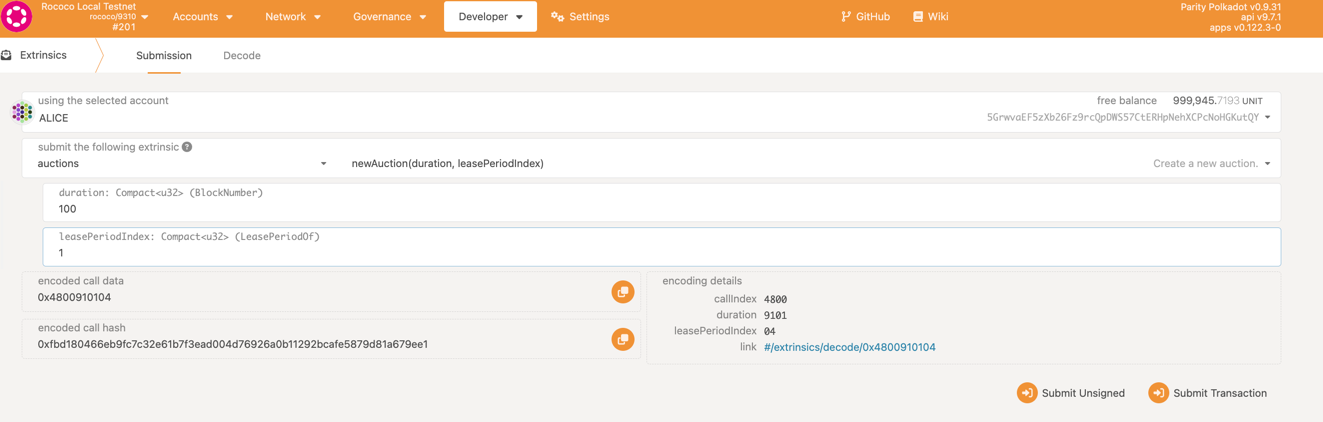 Rococo Local Testnet
rococo/9310
#201
Accounts
Network
Governance
Developer
Settings
GitHub
Wiki
Parity Polkadot v0.9.31
api v9.7.1
apps v0.122.3-0
Extrinsics
Submission
Decode
using the selected account
ALICE
free balance 999,945.7193 UNIT
5GrwvaEF5zXb26Fz9rcQpDWS57CtERHpNehXCPcNoHGKutQY
submit the following extrinsic ?
auctions
newAuction(duration, leasePeriodIndex)
Create a new auction.
duration: Compact<u32> (BlockNumber)
100
leasePeriodIndex: Compact<u32> (LeasePeriodOf)
1
encoded call data
0x4800910104
encoded call hash
0xfbd180466eb9fc7c32e61b7f3ead004d76926a0b11292bcafe5879d81a679ee1
encoding details
callIndex 4800
duration 9101
leasePeriodIndex 04
link #/extrinsics/decode/0x4800910104
Submit Unsigned
Submit Transaction